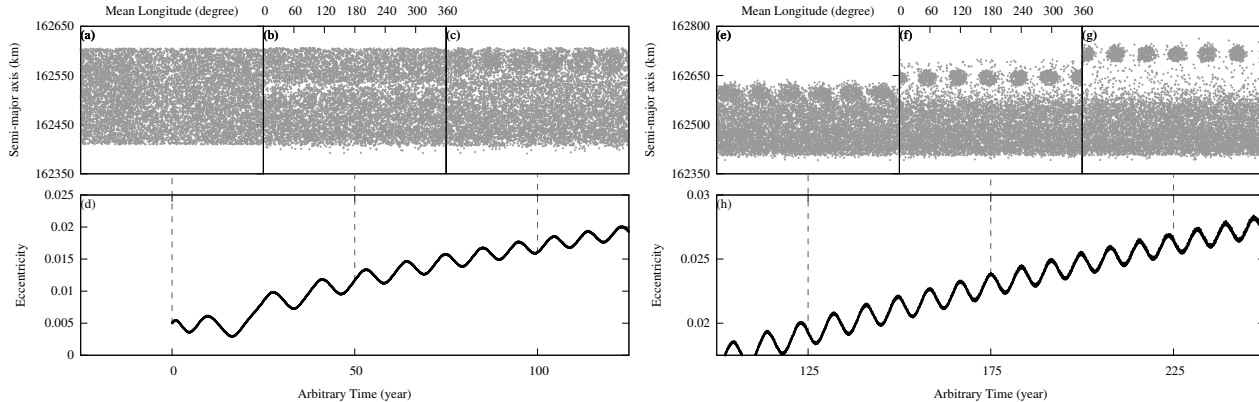 Mean Longitude (degree) 0 60 120 180 240 300 360
Semi-major axis (km)
162650
162550
162450
162350
(a) (b) (c)
(d)
Eccentricity
0.025
0.02
0.015
0.01
0.005
0
0 50 100
Arbitrary Time (year)
Mean Longitude (degree) 0 60 120 180 240 300 360
Semi-major axis (km)
162800
162650
162500
162350
(e) (f) (g)
(h)
Eccentricity
0.03
0.025
0.02
125 175 225
Arbitrary Time (year)